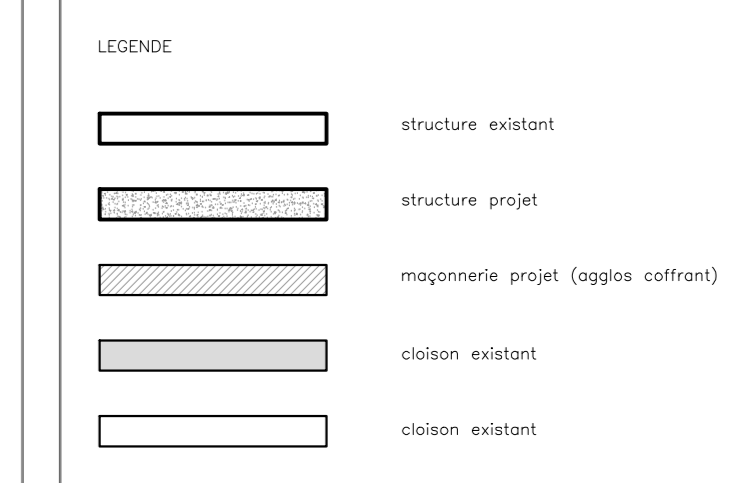 LEGENDE
structure existant
structure projet
maçonnerie projet (agglos coffrant)
cloison existant
cloison existant